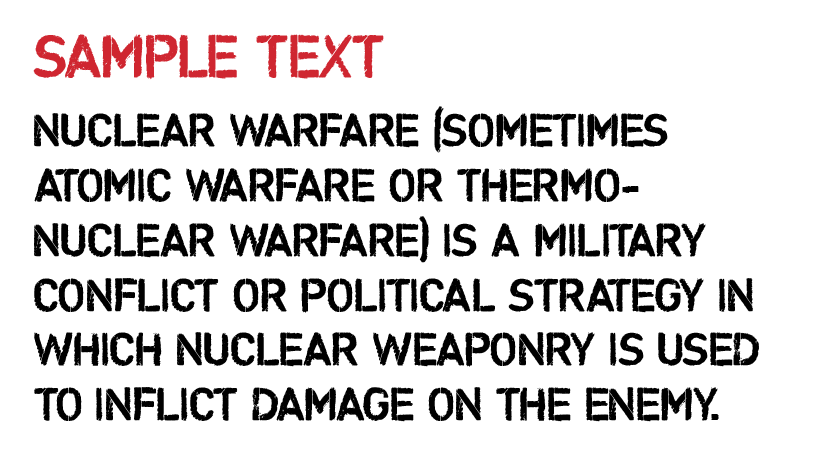 SAMPLE TEXT
NUCLEAR WARFARE (SOMETIMES
ATOMIC WARFARE OR THERMO-
NUCLEAR WARFARE) IS A MILITARY
CONFLICT OR POLITICAL STRATEGY IN
WHICH NUCLEAR WEAPONRY IS USED
TO INFLICT DAMAGE ON THE ENEMY.